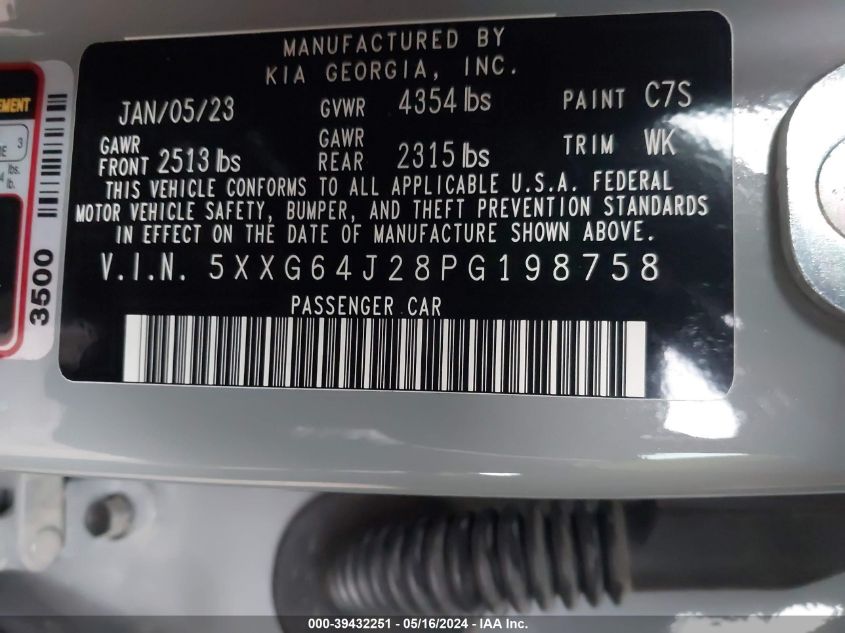 MANUFACTURED BY
KIA GEORGIA, INC.
JAN/05/23 GVWR 4354 lbs PAINT C7S
GAWR FRONT 2513 lbs GAWR REAR 2315 lbs TRIM WK
THIS VEHICLE CONFORMS TO ALL APPLICABLE U.S.A. FEDERAL
MOTOR VEHICLE SAFETY, BUMPER, AND THEFT PREVENTION STANDARDS
IN EFFECT ON THE DATE OF MANUFACTURE SHOWN ABOVE.
V.I.N. 5XXG64J28PG198758
PASSENGER CAR
3
lbs.
lb.
3500
000-39432251 - 05/16/2024 - IAA Inc.